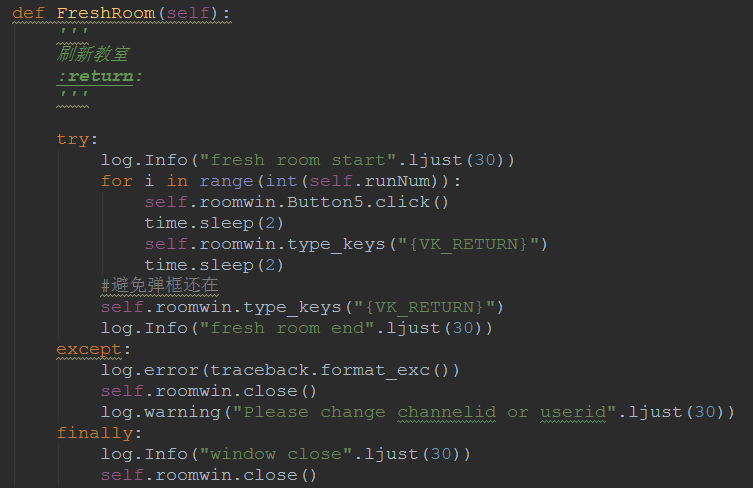 def FreshRoom(self):
    '''
    刷新教室
    :return:
    '''

    try:
        log.Info("fresh room start".ljust(30))
        for i in range(int(self.runNum)):
            self.roomwin.Button5.click()
            time.sleep(2)
            self.roomwin.type_keys("{VK_RETURN}")
            time.sleep(2)
        #避免弹框还在
        self.roomwin.type_keys("{VK_RETURN}")
        log.Info("fresh room end".ljust(30))
    except:
        log.error(traceback.format_exc())
        self.roomwin.close()
        log.warning("Please change channelid or userid".ljust(30))
    finally:
        log.Info("window close".ljust(30))
        self.roomwin.close()